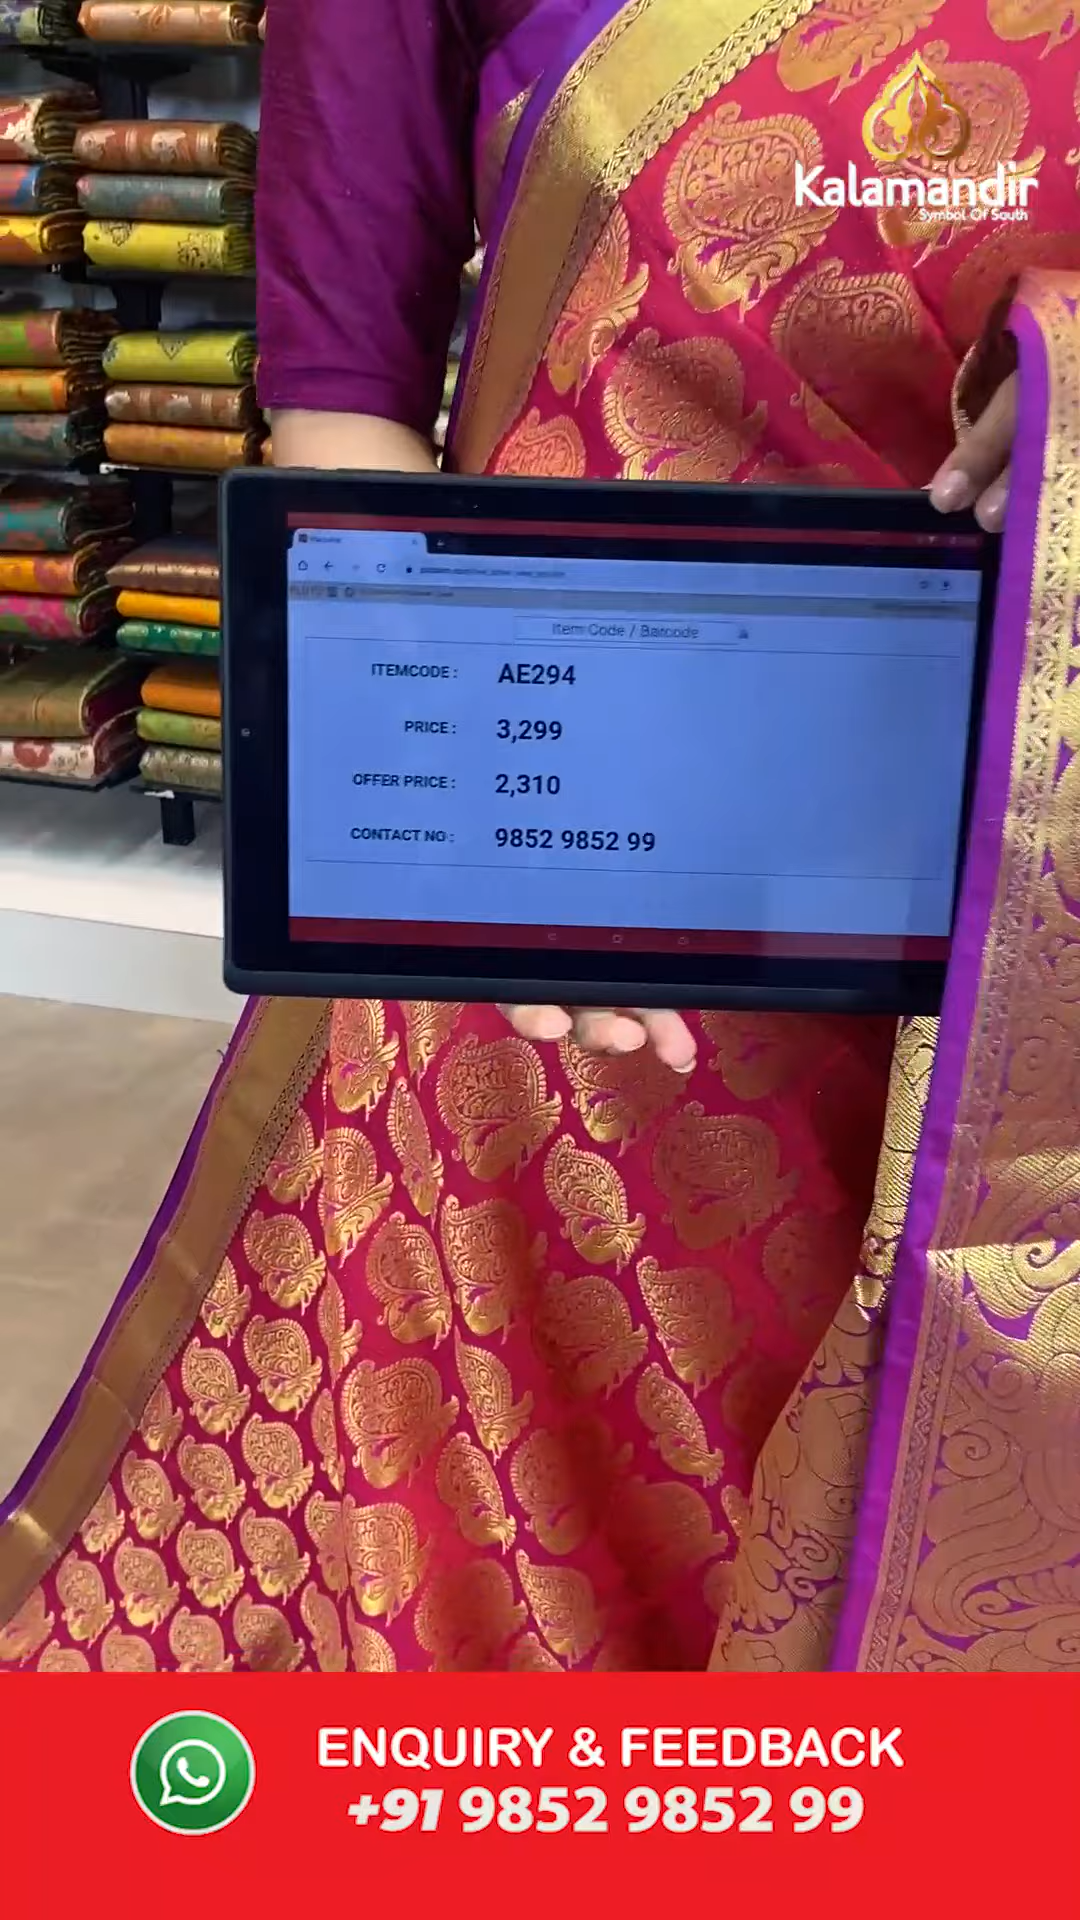 Kalamandir
Symbol Of South
Item Code / Barcode
ITEMCODE : AE294
PRICE : 3,299
OFFER PRICE : 2,310
CONTACT NO : 9852 9852 99
ENQUIRY & FEEDBACK
+91 9852 9852 99